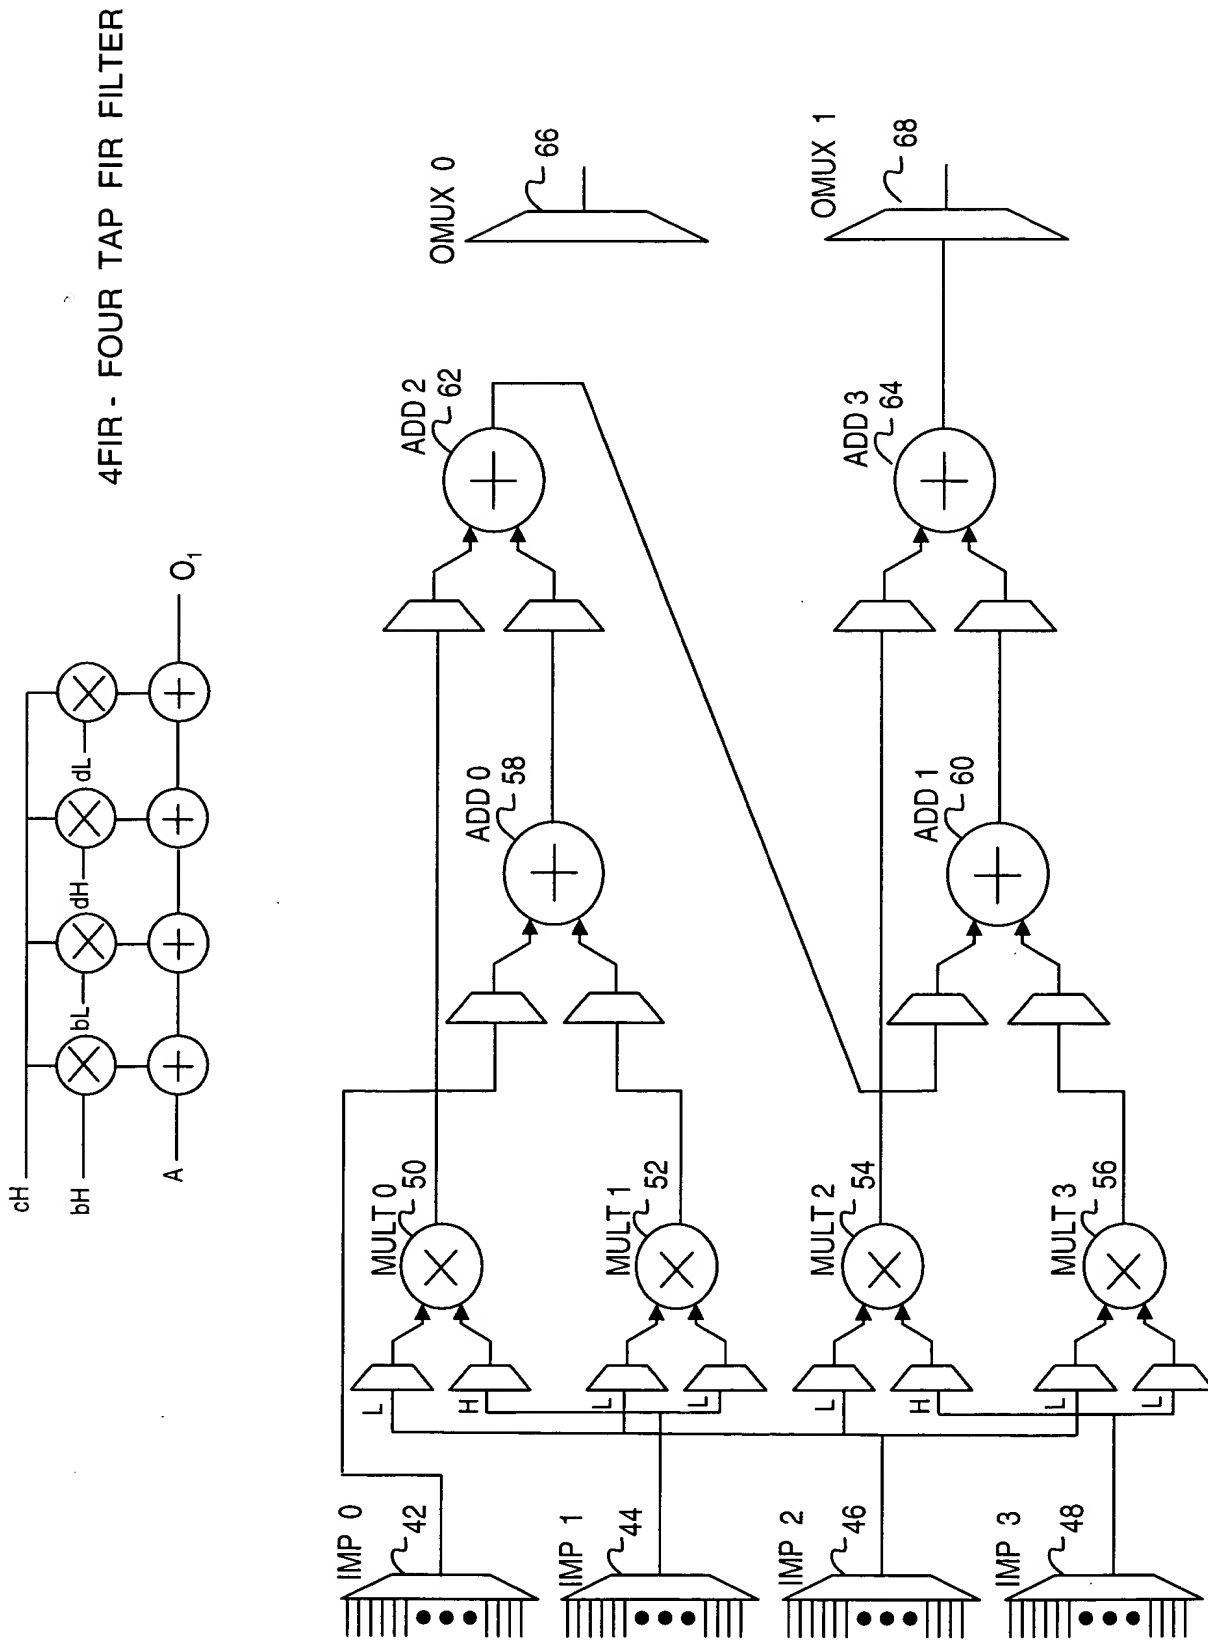 4FIR - FOUR TAP FIR FILTER
cH
bH
bL
dH
dL
A
O₁
IMP 0
42
L
H
MULT 0
50
ADD 2
62
OMUX 0
66
ADD 0
58
IMP 1
44
L
L
MULT 1
52
IMP 2
46
L
H
MULT 2
54
ADD 3
64
OMUX 1
68
ADD 1
60
IMP 3
48
L
L
MULT 3
56